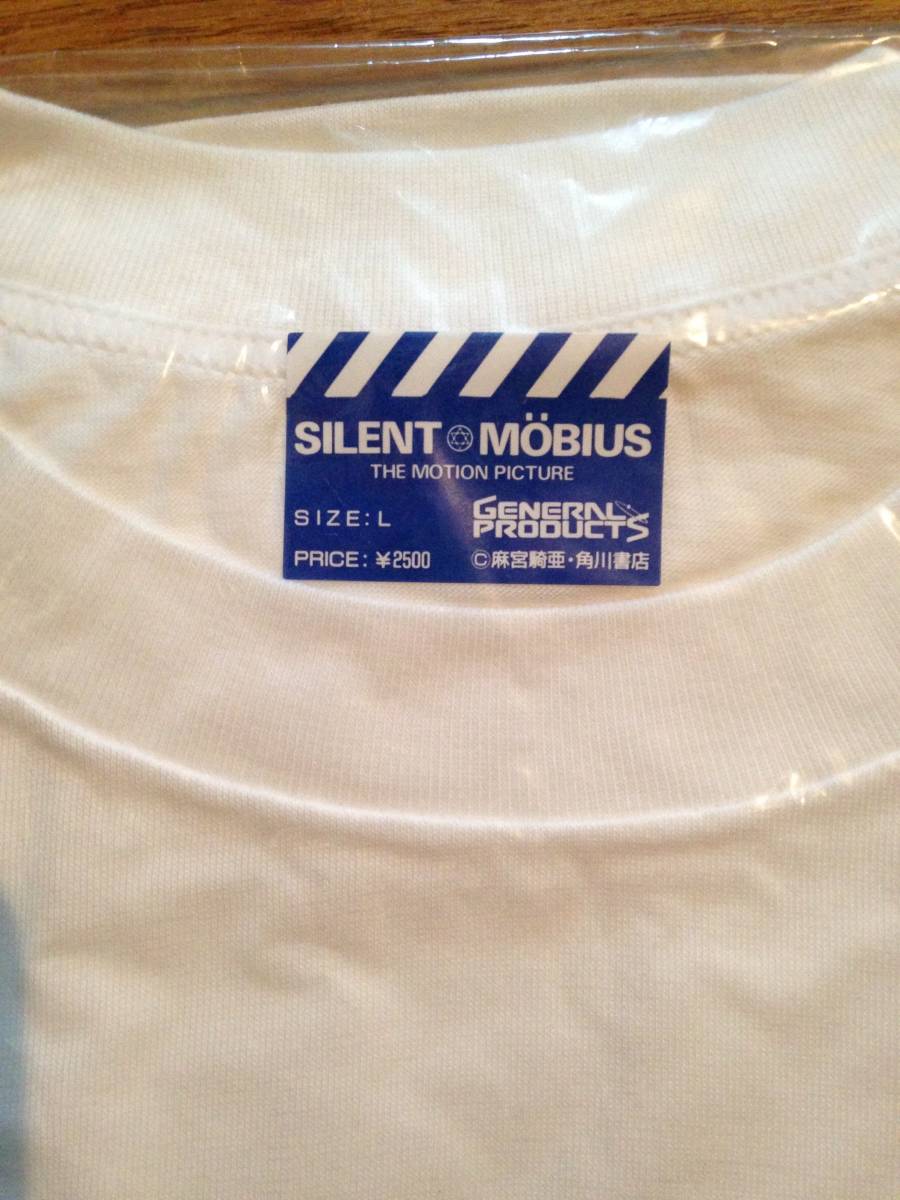 SILENT MÖBIUS
THE MOTION PICTURE
SIZE: L
GENERAL PRODUCTS
PRICE: ¥2500
©麻宮騎亜・角川書店